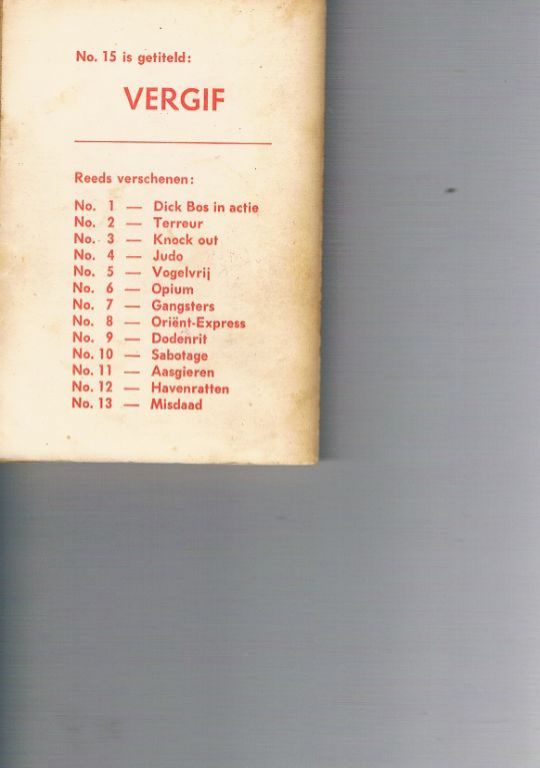 No. 15 is getiteld:
VERGIF
Reeds verschenen:
No. 1 — Dick Bos in actie
No. 2 — Terreur
No. 3 — Knock out
No. 4 — Judo
No. 5 — Vogelvrij
No. 6 — Opium
No. 7 — Gangsters
No. 8 — Oriënt-Express
No. 9 — Dodenrit
No. 10 — Sabotage
No. 11 — Aasgieren
No. 12 — Havenratten
No. 13 — Misdaad